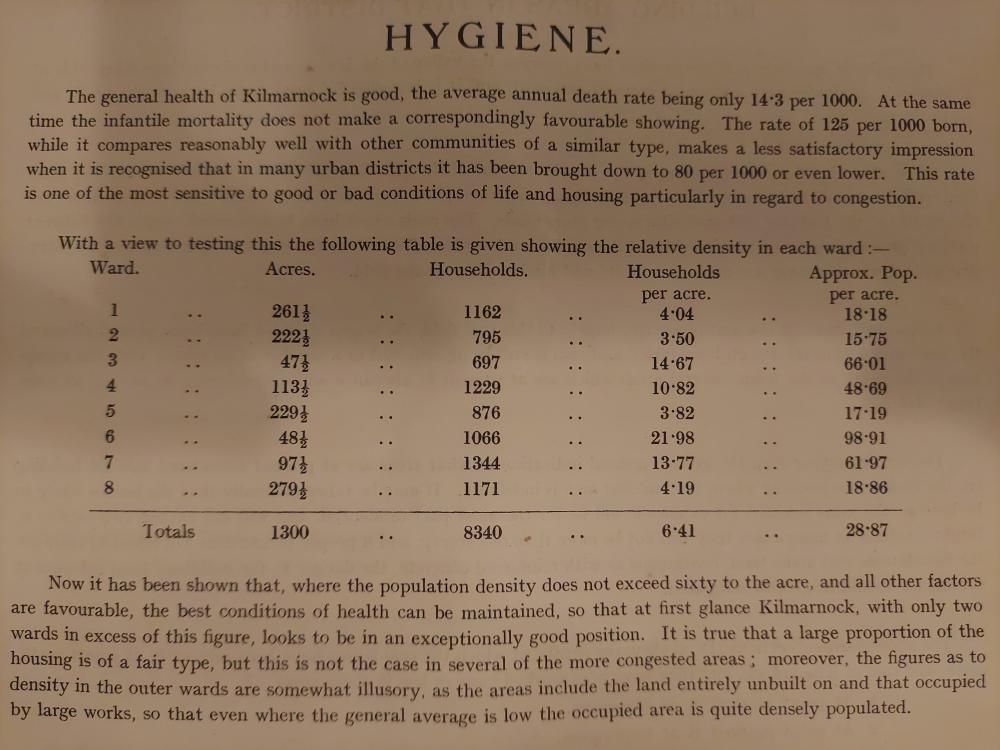 HYGIENE.
The general health of Kilmarnock is good, the average annual death rate being only 14·3 per 1000. At the same
time the infantile mortality does not make a correspondingly favourable showing. The rate of 125 per 1000 born,
while it compares reasonably well with other communities of a similar type, makes a less satisfactory impression
when it is recognised that in many urban districts it has been brought down to 80 per 1000 or even lower. This rate
is one of the most sensitive to good or bad conditions of life and housing particularly in regard to congestion.
With a view to testing this the following table is given showing the relative density in each ward :—
Ward. Acres. Households. Households per acre. Approx. Pop. per acre.
1 .. 261½ .. 1162 .. 4·04 .. 18·18
2 .. 222½ .. 795 .. 3·50 .. 15·75
3 .. 47½ .. 697 .. 14·67 .. 66·01
4 .. 113½ .. 1229 .. 10·82 .. 48·69
5 .. 229½ .. 876 .. 3·82 .. 17·19
6 .. 48½ .. 1066 .. 21·98 .. 98·91
7 .. 97½ .. 1344 .. 13·77 .. 61·97
8 .. 279½ .. 1171 .. 4·19 .. 18·86
Totals 1300 .. 8340 .. 6·41 .. 28·87
Now it has been shown that, where the population density does not exceed sixty to the acre, and all other factors
are favourable, the best conditions of health can be maintained, so that at first glance Kilmarnock, with only two
wards in excess of this figure, looks to be in an exceptionally good position. It is true that a large proportion of the
housing is of a fair type, but this is not the case in several of the more congested areas ; moreover, the figures as to
density in the outer wards are somewhat illusory, as the areas include the land entirely unbuilt on and that occupied
by large works, so that even where the general average is low the occupied area is quite densely populated.